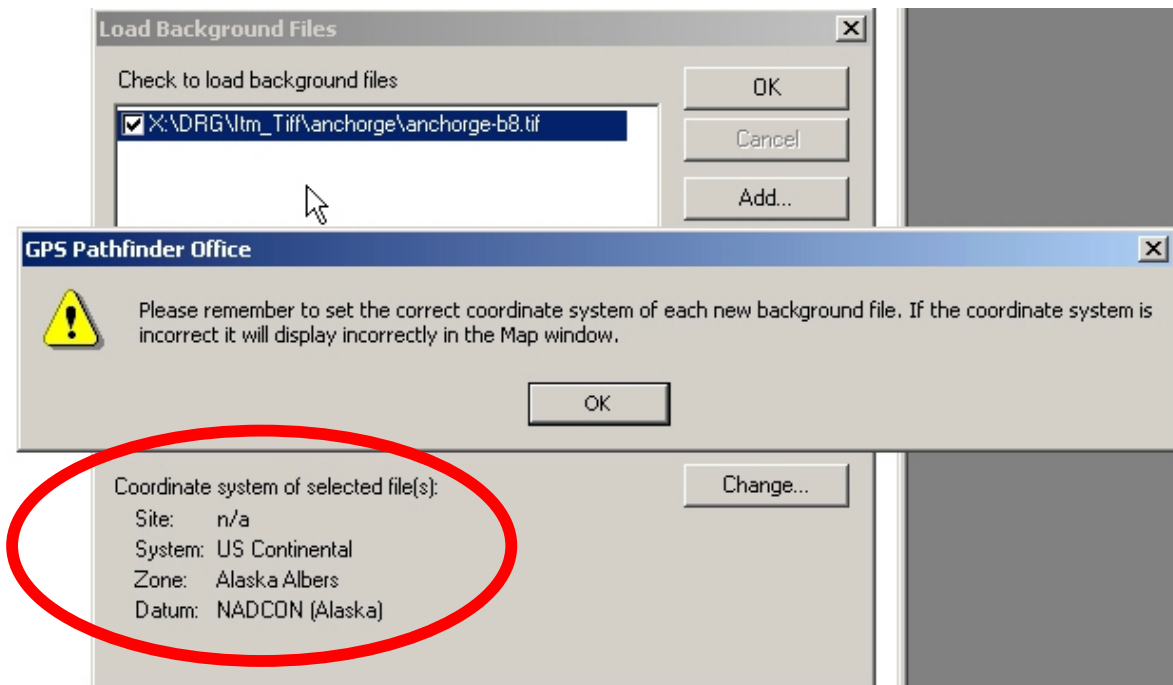 Load Background Files
Check to load background files
OK
X:\DRG\Itm_Tiff\anchorge\anchorge-b8.tif
Cancel
Add...
GPS Pathfinder Office
Please remember to set the correct coordinate system of each new background file. If the coordinate system is
incorrect it will display incorrectly in the Map window.
OK
Coordinate system of selected file(s):
Change...
Site: n/a
System: US Continental
Zone: Alaska Albers
Datum: NADCON (Alaska)